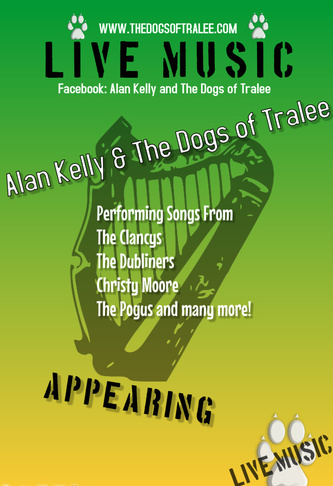 WWW.THEDOGSOFTRALEE.COM
LIVE MUSIC
Facebook: Alan Kelly and The Dogs of Tralee
Alan Kelly & The Dogs of Tralee
Performing Songs From
The Clancys
The Dubliners
Christy Moore
The Pogus and many more!
APPEARING
LIVE MUSIC